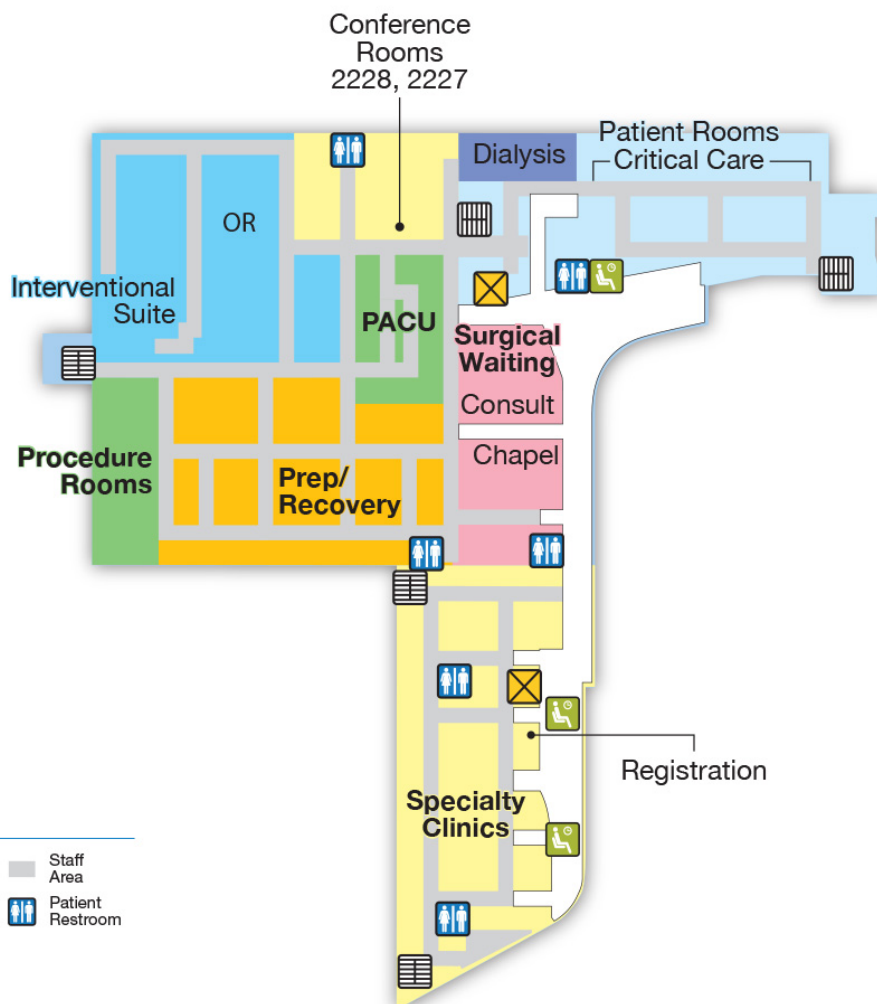 Conference
Rooms
2228, 2227
Dialysis
Patient Rooms
Critical Care
OR
Interventional
Suite
PACU
Surgical
Waiting
Consult
Chapel
Procedure
Rooms
Prep/
Recovery
Registration
Specialty
Clinics
Staff
Area
Patient
Restroom